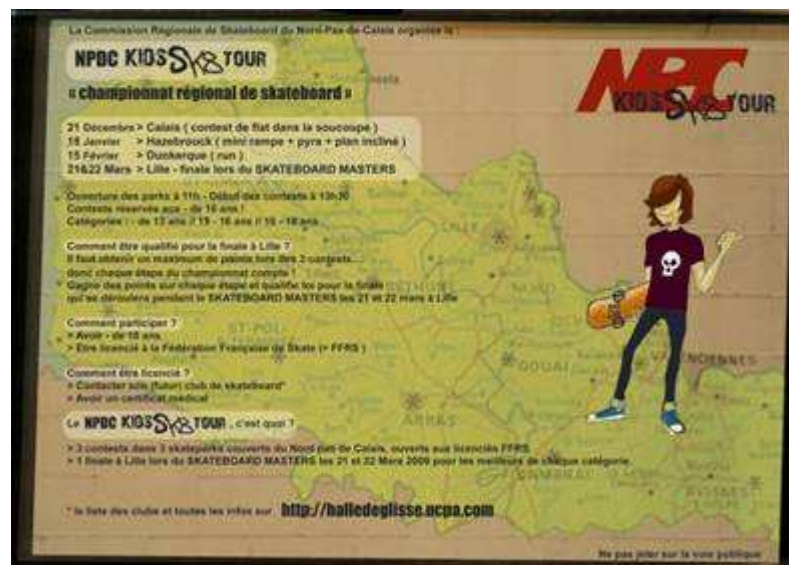 La Commission Régionale de Skateboard du Nord-Pas-de-Calais organise le :
NPDC KIDS SK8 TOUR
« championnat régional de skateboard »
NPDC
KIDS SK8 TOUR
21 Décembre > Calais ( contest de flat dans la soucoupe )
18 Janvier > Hazebrouck ( mini rampe + pyra + plan incliné )
15 Février > Dunkerque ( run )
21&22 Mars > Lille - finale lors du SKATEBOARD MASTERS
Ouverture des parks à 11h - Début des contests à 13h30
Contests réservés aux - de 18 ans !
Catégories : - de 13 ans // 13 - 16 ans // 16 - 18 ans
Comment être qualifié pour la finale à Lille ?
Il faut obtenir un maximum de points lors des 3 contests...
donc chaque étape du championnat compte !
Gagne des points sur chaque étape et qualifie toi pour la finale
qui se déroulera pendant le SKATEBOARD MASTERS les 21 et 22 mars à Lille
Comment participer ?
> Avoir - de 18 ans
> Etre licencié à la Fédération Française de Skate (> FFRS )
Comment être licencié ?
> Contacter son (futur) club de skateboard*
> Avoir un certificat médical
Le NPDC KIDS SK8 TOUR , c'est quoi ?
> 3 contests dans 3 skateparks couverts du Nord-pas-de Calais, ouverts aux licenciés FFRS
> 1 finale à Lille lors du SKATEBOARD MASTERS les 21 et 22 Mars 2009 pour les meilleurs de chaque catégorie.
* la liste des clubs et toutes les infos sur http://halledeglisse.ucpa.com
Ne pas jeter sur la voie publique
LILLE
NORD
BETHUNE
ST-POL
DOUAI
VALENCIENNES
ARRAS
CAMBRAI